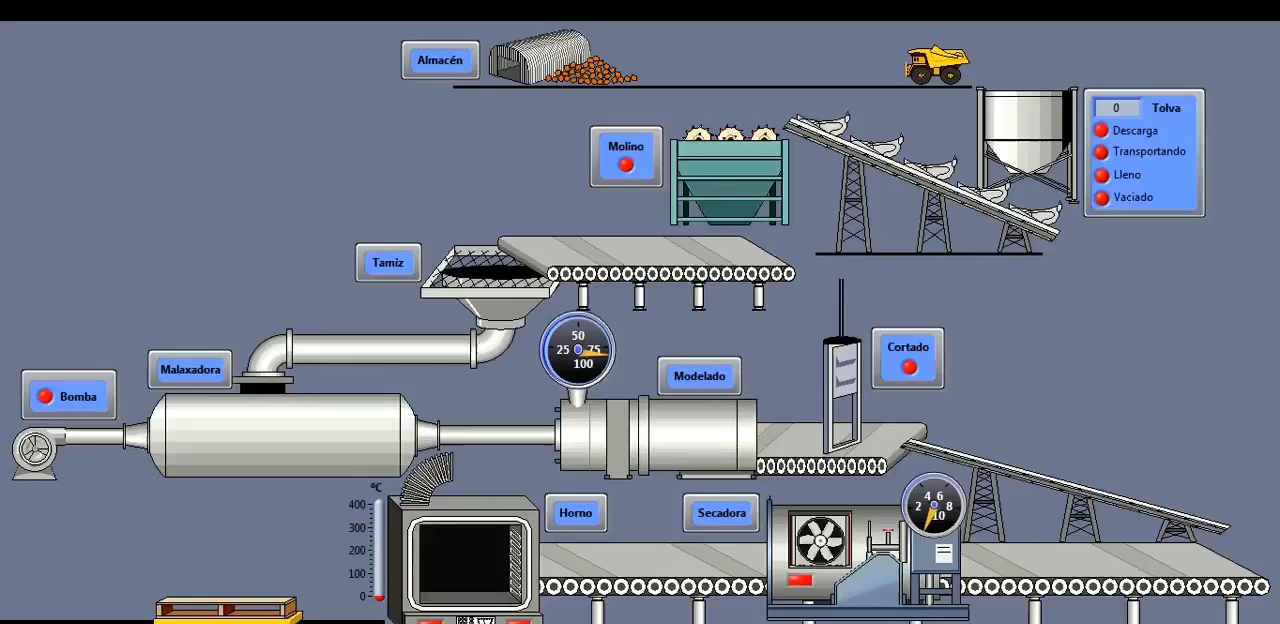 Almacén
0 Tolva
Descarga
Transportando
Lleno
Vaciado
Molino
Tamiz
50
25 75
100
Cortado
Malaxadora
Modelado
Bomba
°C
400
300
200
100
0
Horno
Secadora
4 6
2 8
10